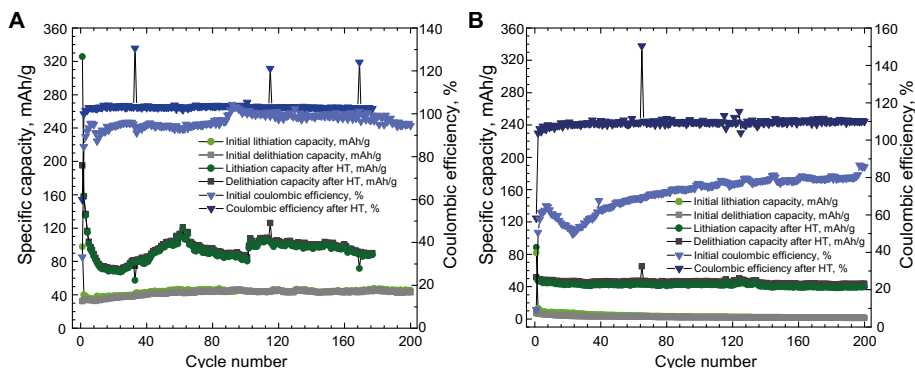 A
360
320
280
240
200
160
120
80
40
0
Specific capacity, mAh/g
140
120
100
80
60
40
20
0
Coulombic efficiency, %
0 40 80 120 160 200
Cycle number
Initial lithiation capacity, mAh/g
Initial delithiation capacity, mAh/g
Lithiation capacity after HT, mAh/g
Delithiation capacity after HT, mAh/g
Initial coulombic efficiency, %
Coulombic efficiency after HT, %
B
360
320
280
240
200
160
120
80
40
0
Specific capacity, mAh/g
160
140
120
110
80
60
40
20
0
Coulombic efficiency, %
0 40 80 120 160 200
Cycle number
Initial lithiation capacity, mAh/g
Initial delithiation capacity, mAh/g
Lithiation capacity after HT, mAh/g
Delithiation capacity after HT, mAh/g
Initial coulombic efficiency, %
Coulombic efficiency after HT, %